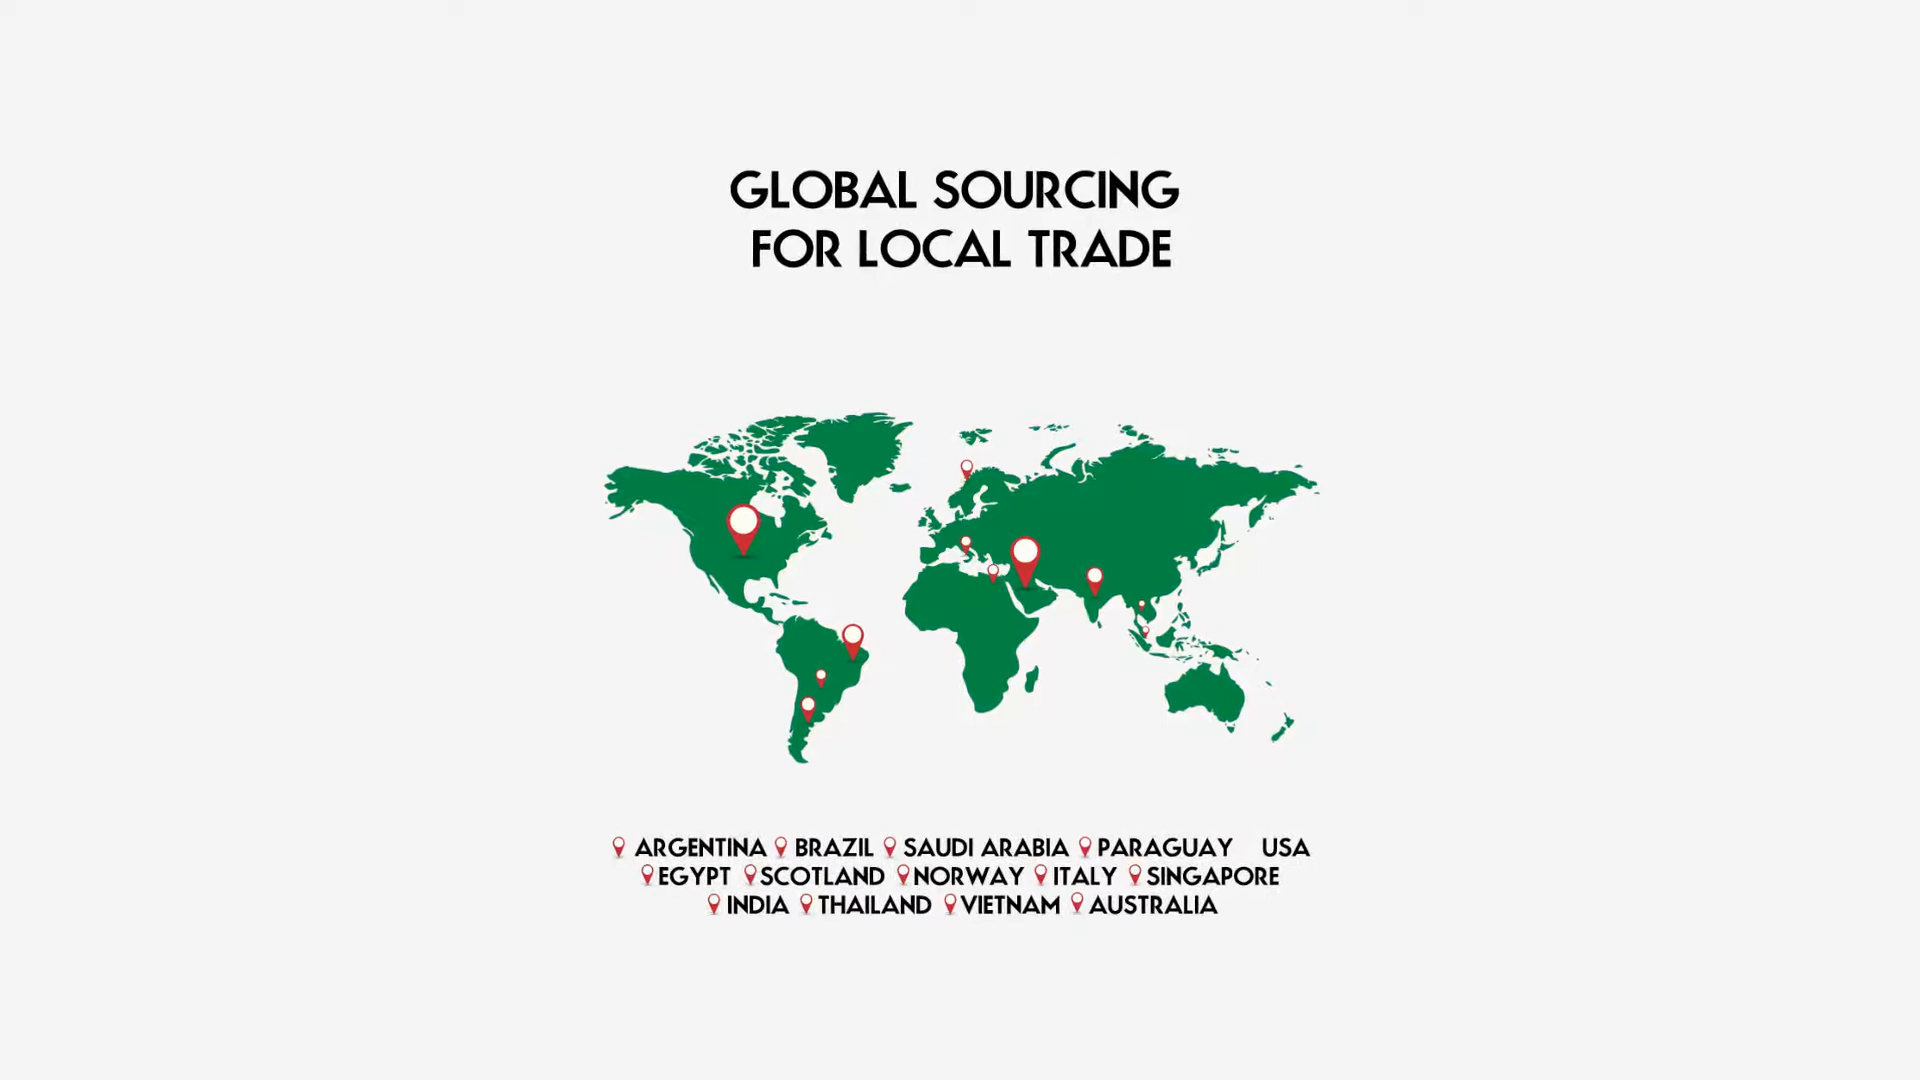 GLOBAL SOURCING
FOR LOCAL TRADE
ARGENTINA BRAZIL SAUDI ARABIA PARAGUAY USA
EGYPT SCOTLAND NORWAY ITALY SINGAPORE
INDIA THAILAND VIETNAM AUSTRALIA